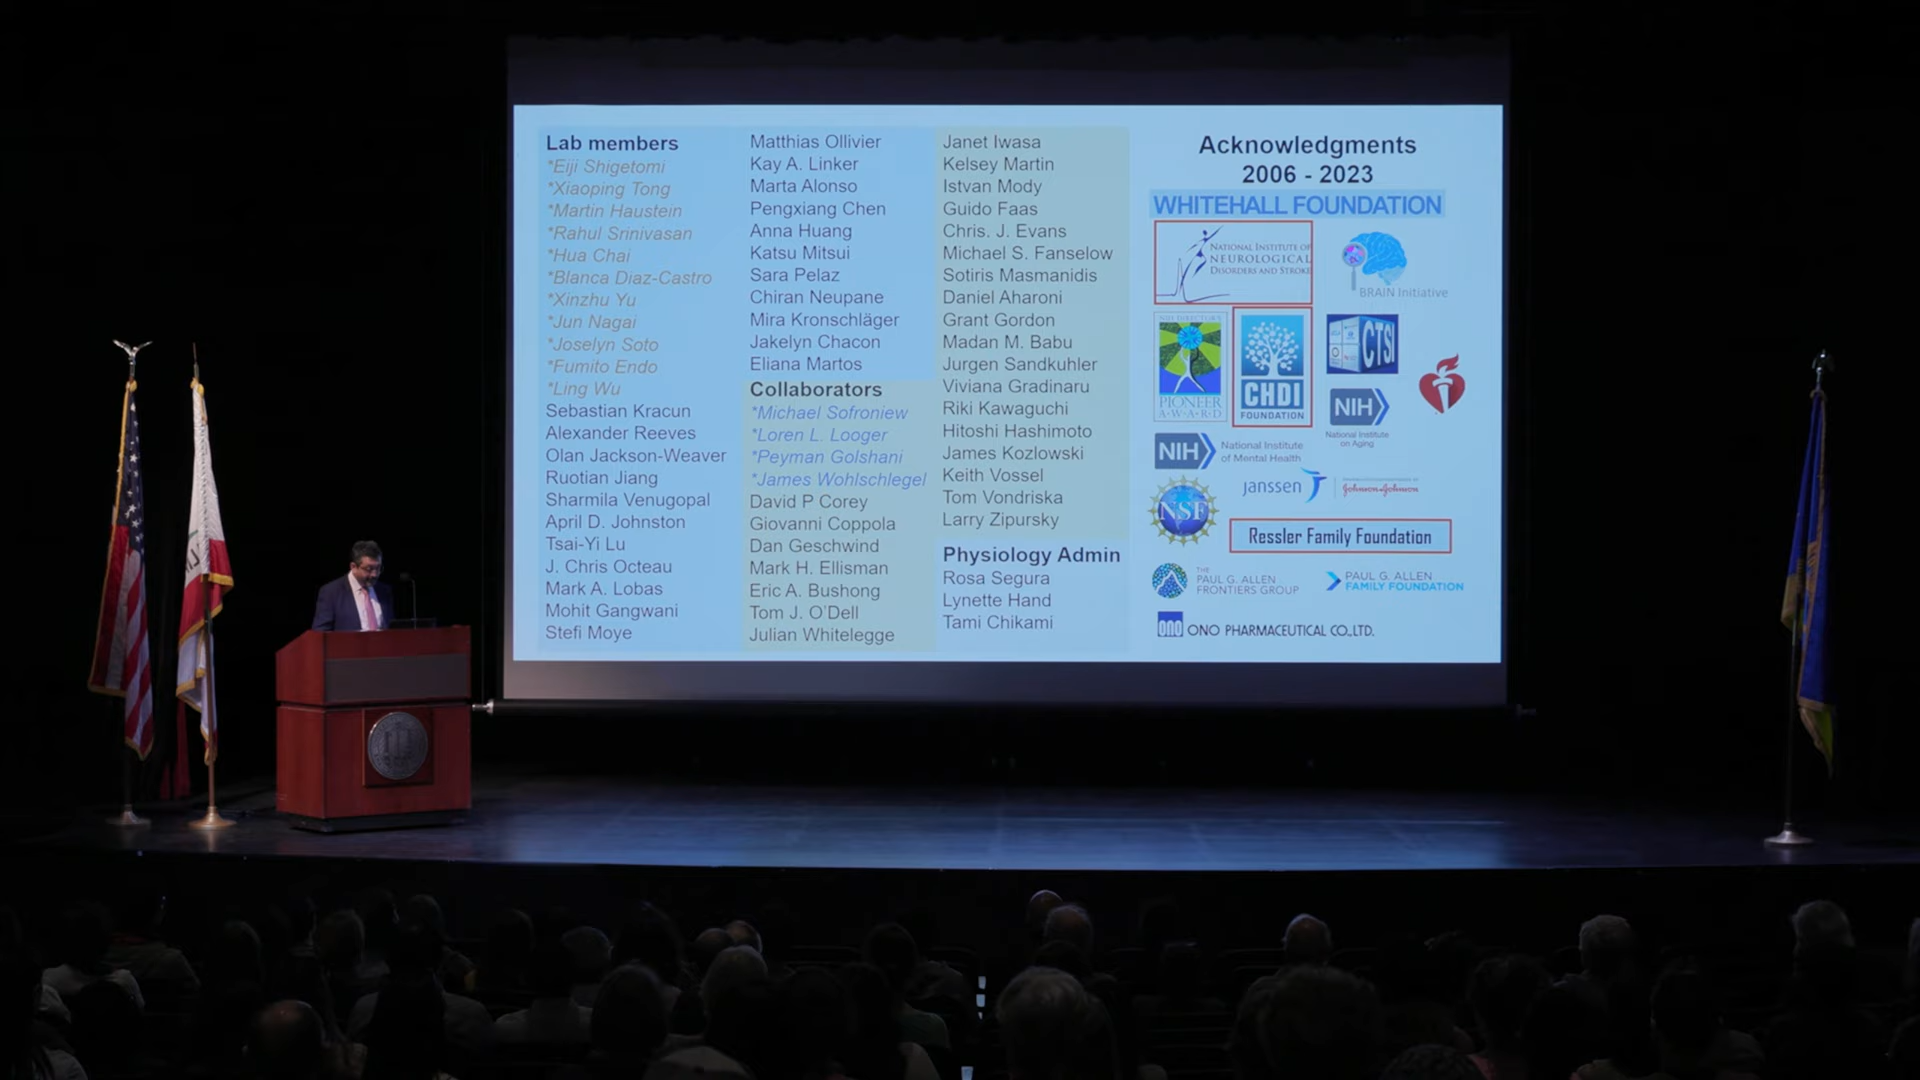 Lab members
*Eiji Shigetomi
*Xiaoping Tong
*Martin Haustein
*Rahul Srinivasan
*Hua Chai
*Blanca Diaz-Castro
*Xinzhu Yu
*Jun Nagai
*Joselyn Soto
*Fumito Endo
*Ling Wu
Sebastian Kracun
Alexander Reeves
Olan Jackson-Weaver
Ruotian Jiang
Sharmila Venugopal
April D. Johnston
Tsai-Yi Lu
J. Chris Octeau
Mark A. Lobas
Mohit Gangwani
Stefi Moye
Matthias Ollivier
Kay A. Linker
Marta Alonso
Pengxiang Chen
Anna Huang
Katsu Mitsui
Sara Pelaz
Chiran Neupane
Mira Kronschläger
Jakelyn Chacon
Eliana Martos
Collaborators
*Michael Sofroniew
*Loren L. Looger
*Peyman Golshani
*James Wohlschlegel
David P Corey
Giovanni Coppola
Dan Geschwind
Mark H. Ellisman
Eric A. Bushong
Tom J. O'Dell
Julian Whitelegge
Janet Iwasa
Kelsey Martin
Istvan Mody
Guido Faas
Chris. J. Evans
Michael S. Fanselow
Sotiris Masmanidis
Daniel Aharoni
Grant Gordon
Madan M. Babu
Jurgen Sandkuhler
Viviana Gradinaru
Riki Kawaguchi
Hitoshi Hashimoto
James Kozlowski
Keith Vossel
Tom Vondriska
Larry Zipursky
Physiology Admin
Rosa Segura
Lynette Hand
Tami Chikami
Acknowledgments
2006 - 2023
WHITEHALL FOUNDATION
NATIONAL INSTITUTE OF
NEUROLOGICAL
DISORDERS AND STROKE
BRAIN Initiative
NIH DIRECTOR'S
PIONEER
A·W·A·R·D
CHDI
FOUNDATION
CTSI
NIH
National Institute
on Aging
NIH
National Institute
of Mental Health
janssen
Johnson&Johnson
NSF
Ressler Family Foundation
THE
PAUL G. ALLEN
FRONTIERS GROUP
PAUL G. ALLEN
FAMILY FOUNDATION
ono
ONO PHARMACEUTICAL CO.,LTD.